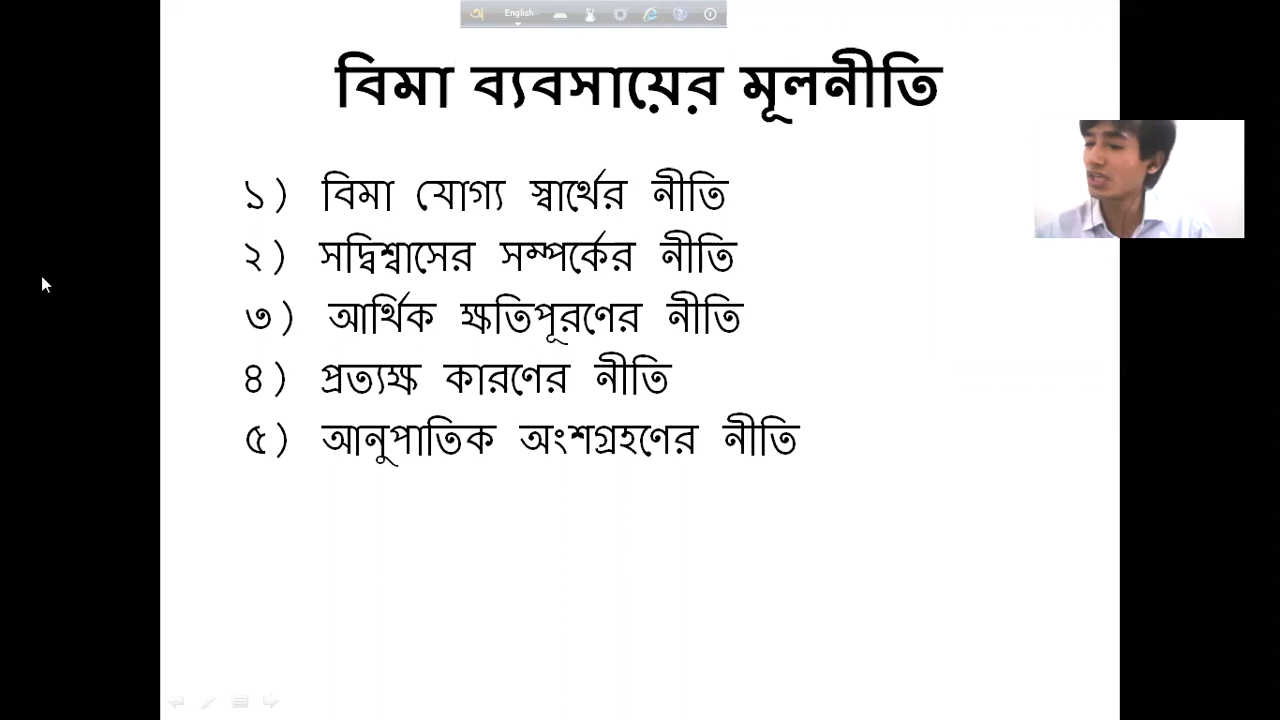 অ English
বিমা ব্যবসায়ের মূলনীতি
১) বিমা যোগ্য স্বার্থের নীতি
২) সদ্বিশ্বাসের সম্পর্কের নীতি
৩) আর্থিক ক্ষতিপূরণের নীতি
৪) প্রত্যক্ষ কারণের নীতি
৫) আনুপাতিক অংশগ্রহণের নীতি